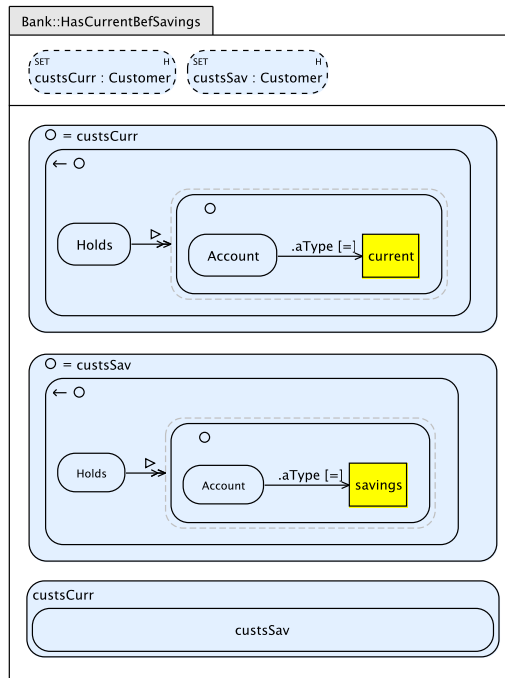 Bank::HasCurrentBefSavings
SET H SET H
custsCurr : Customer custsSav : Customer
= custsCurr
←
Holds
Account
.aType [=]
current
= custsSav
←
Holds
Account
.aType [=]
savings
custsCurr
custsSav